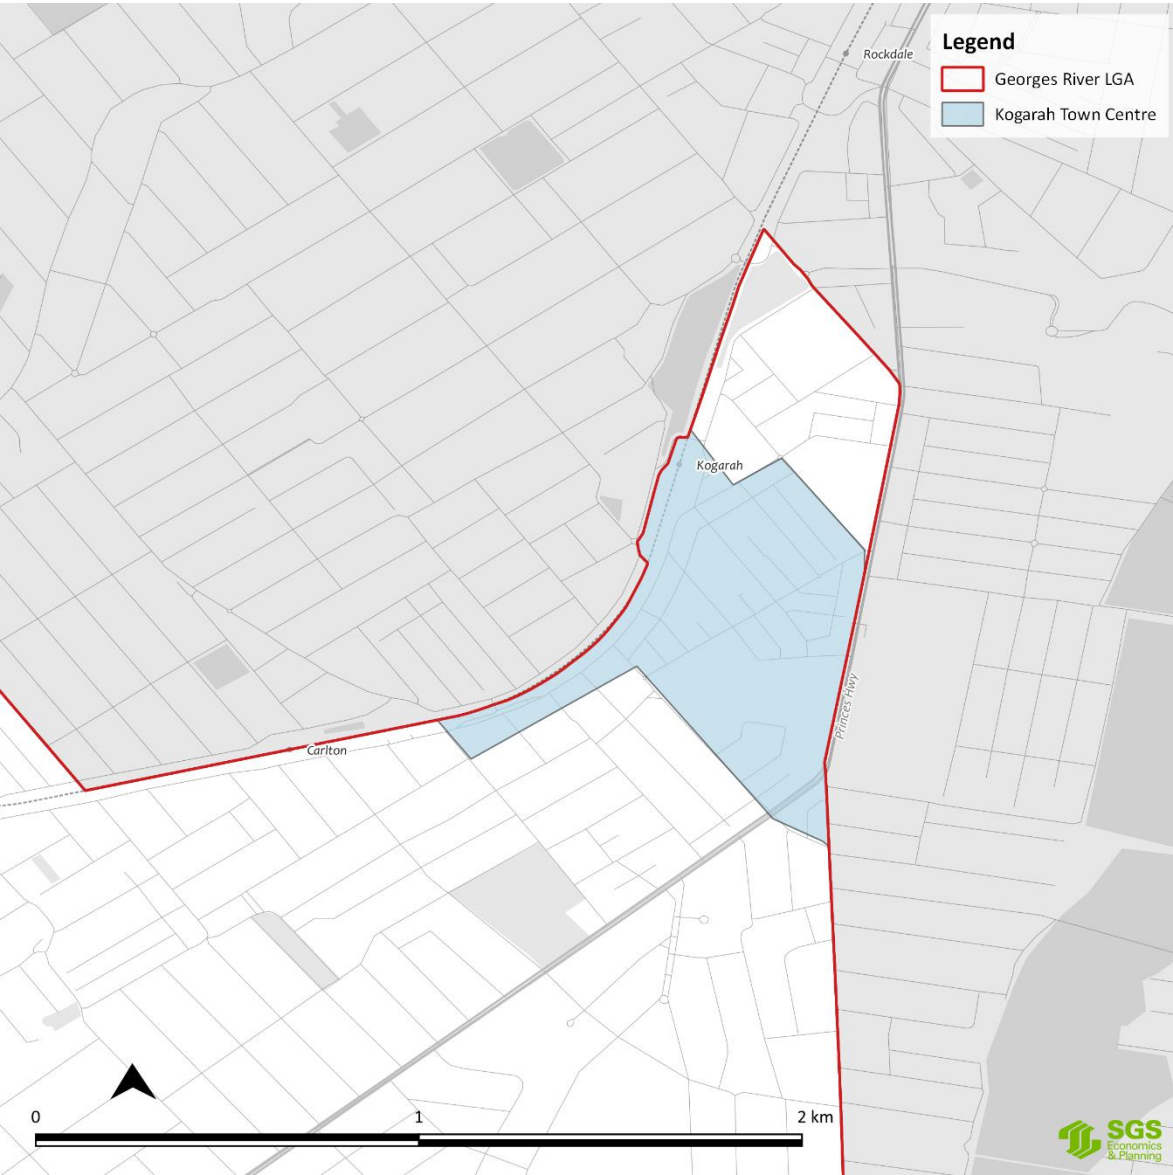 Rockdale
Legend
Georges River LGA
Kogarah Town Centre
Kogarah
Princes Hwy
Carlton
0 1 2 km
SGS
Economics
& Planning